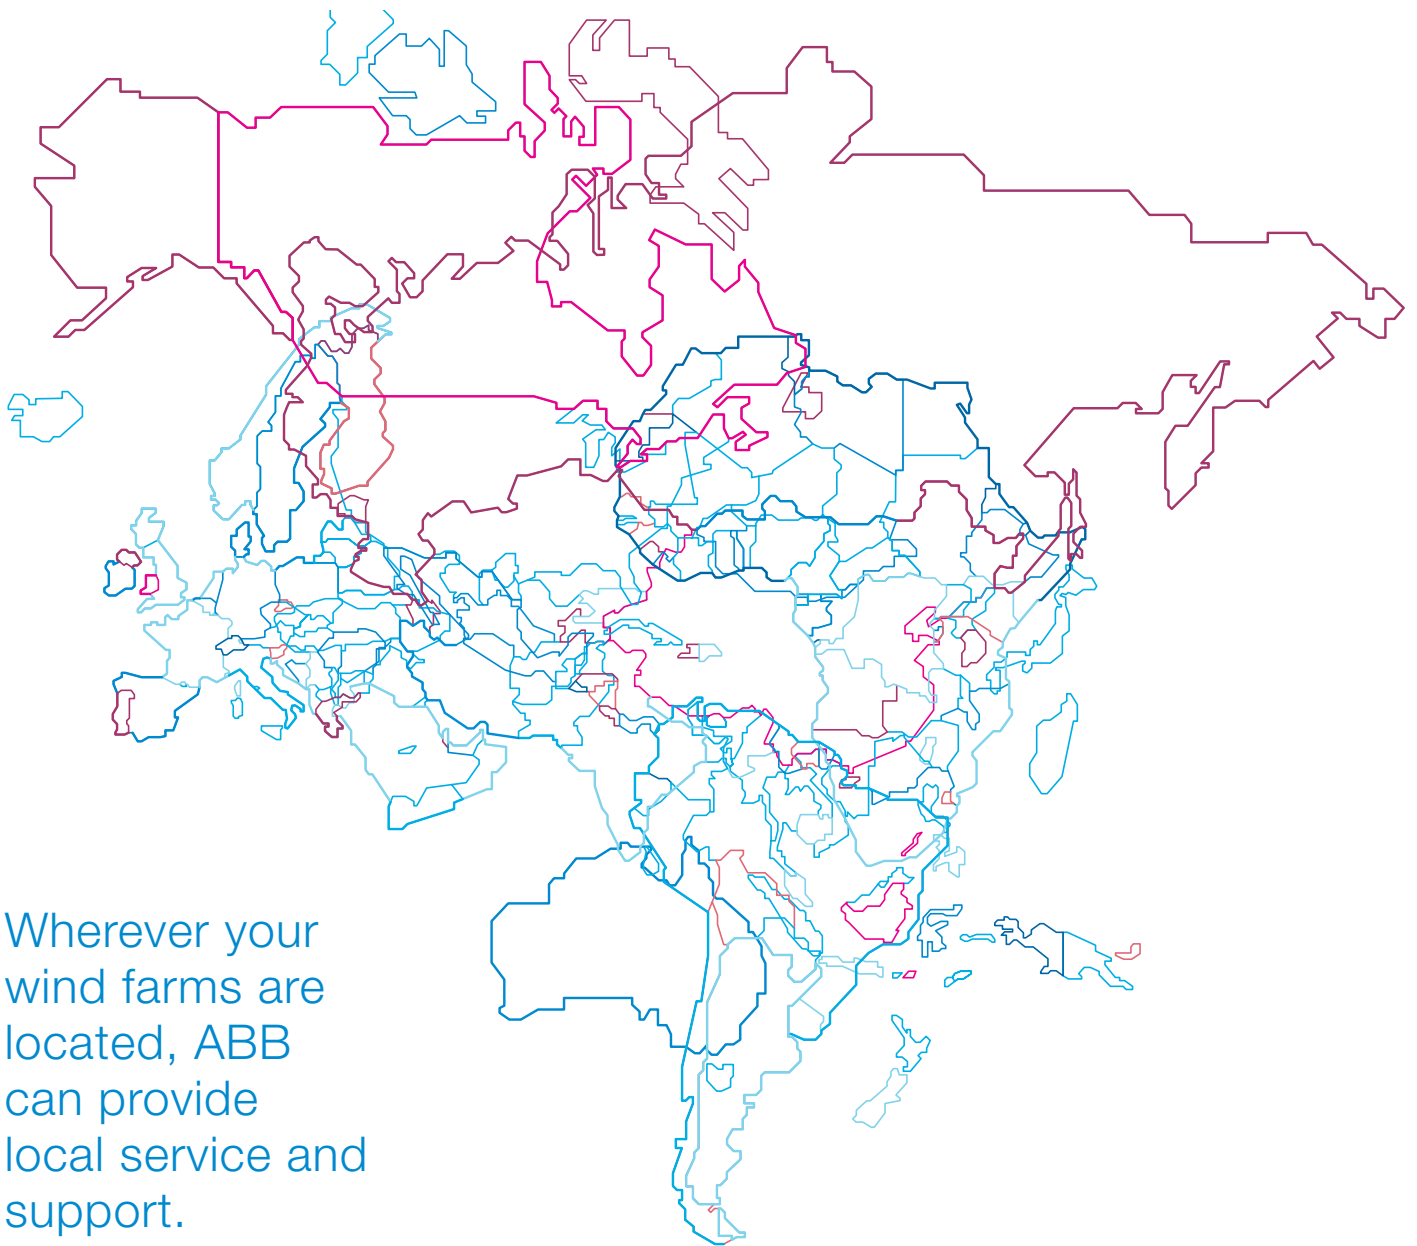 Wherever your
wind farms are
located, ABB
can provide
local service and
support.